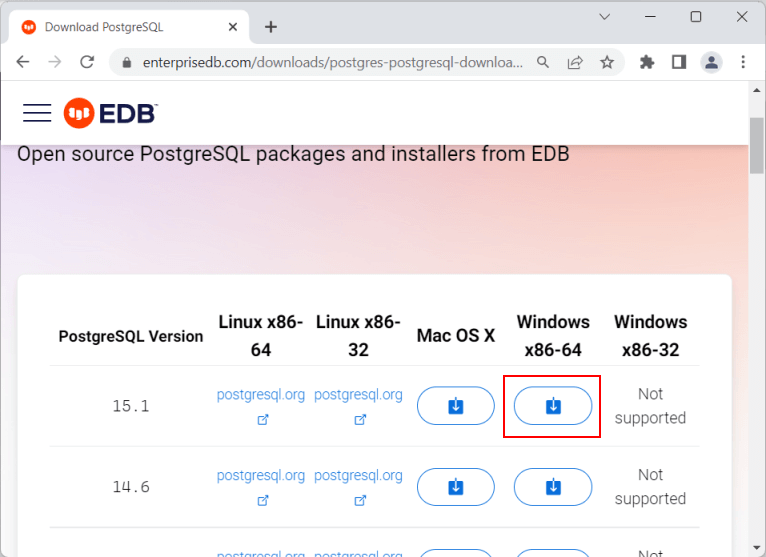 Download PostgreSQL
enterprisedb.com/downloads/postgres-postgresql-downloa...
EDB™
Open source PostgreSQL packages and installers from EDB
PostgreSQL Version
Linux x86-
64
Linux x86-
32
Mac OS X
Windows
x86-64
Windows
x86-32
15.1
postgresql.org
postgresql.org
Not
supported
14.6
postgresql.org
postgresql.org
Not
supported
postgresql.org
postgresql.org
Not